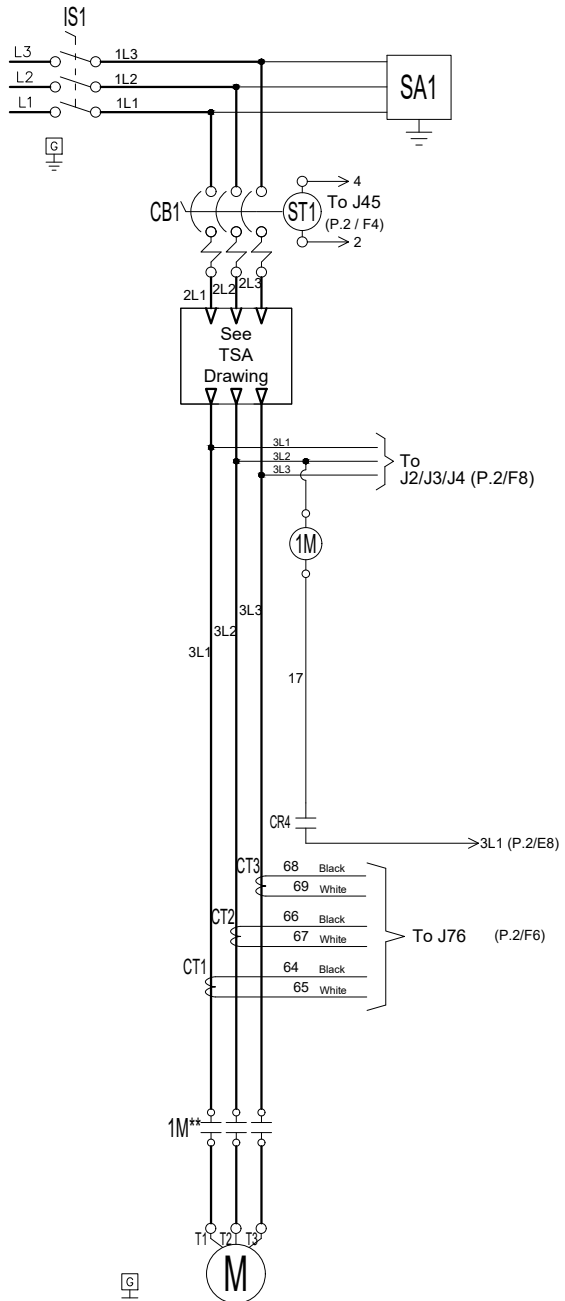 IS1
L3 1L3
L2 1L2 SA1
L1 1L1
G
4
CB1 ST1 To J45
(P.2 / F4)
2
2L1 2L2 2L3
See
TSA
Drawing
3L1
3L2 To
3L3 J2/J3/J4 (P.2/F8)
1M
3L3
3L2
3L1
17
CR4
3L1 (P.2/E8)
CT3 68 Black
69 White
CT2 66 Black
67 White To J76 (P.2/F6)
CT1 64 Black
65 White
1M**
T1 T2 T3
M
G